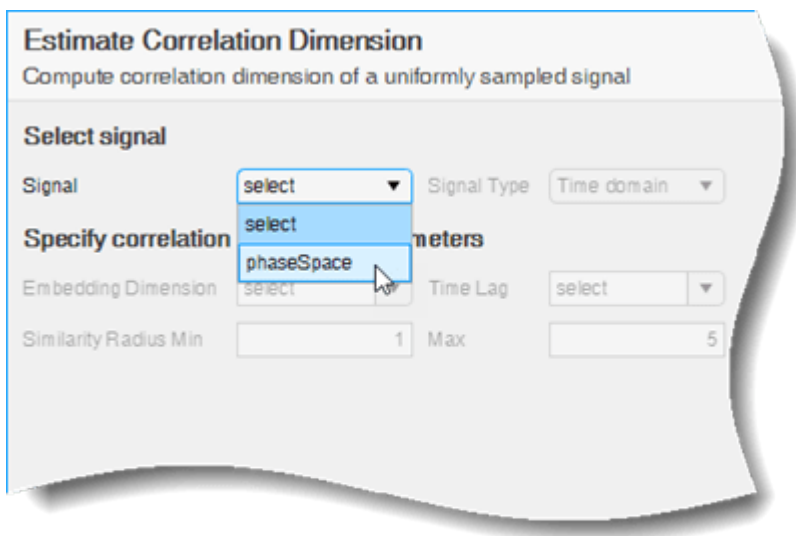 Estimate Correlation Dimension
Compute correlation dimension of a uniformly sampled signal
Select signal
Signal select Signal Type Time domain
select
Specify correlation meters
phaseSpace
Embedding Dimension select Time Lag select
Similarity Radius Min 1 Max 5